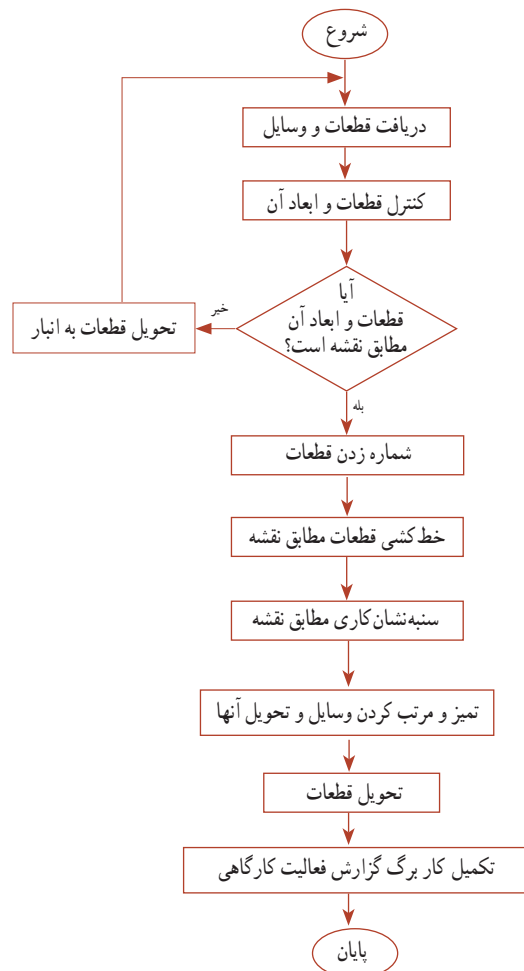 شروع
دریافت قطعات و وسایل
کنترل قطعات و ابعاد آن
آیا
قطعات و ابعاد آن
مطابق نقشه است؟
خیر
تحویل قطعات به انبار
بله
شماره زدن قطعات
خط‌کشی قطعات مطابق نقشه
سنبه‌نشان‌کاری مطابق نقشه
تمیز و مرتب کردن وسایل و تحویل آنها
تحویل قطعات
تکمیل کار برگ گزارش فعالیت کارگاهی
پایان